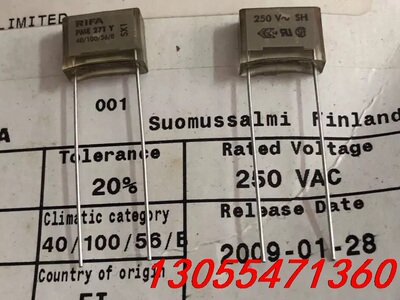 LIMITED
RIFA
PME 271 Y
40/100/56/B
SX1
250 V~ SH
001
Suomussalmi Finland
A
Tolerance
Rated Voltage
20%
250 VAC
Climatic category
Release Date
40/100/56/B
2009-01-28
Country of origin
FI
13055471360